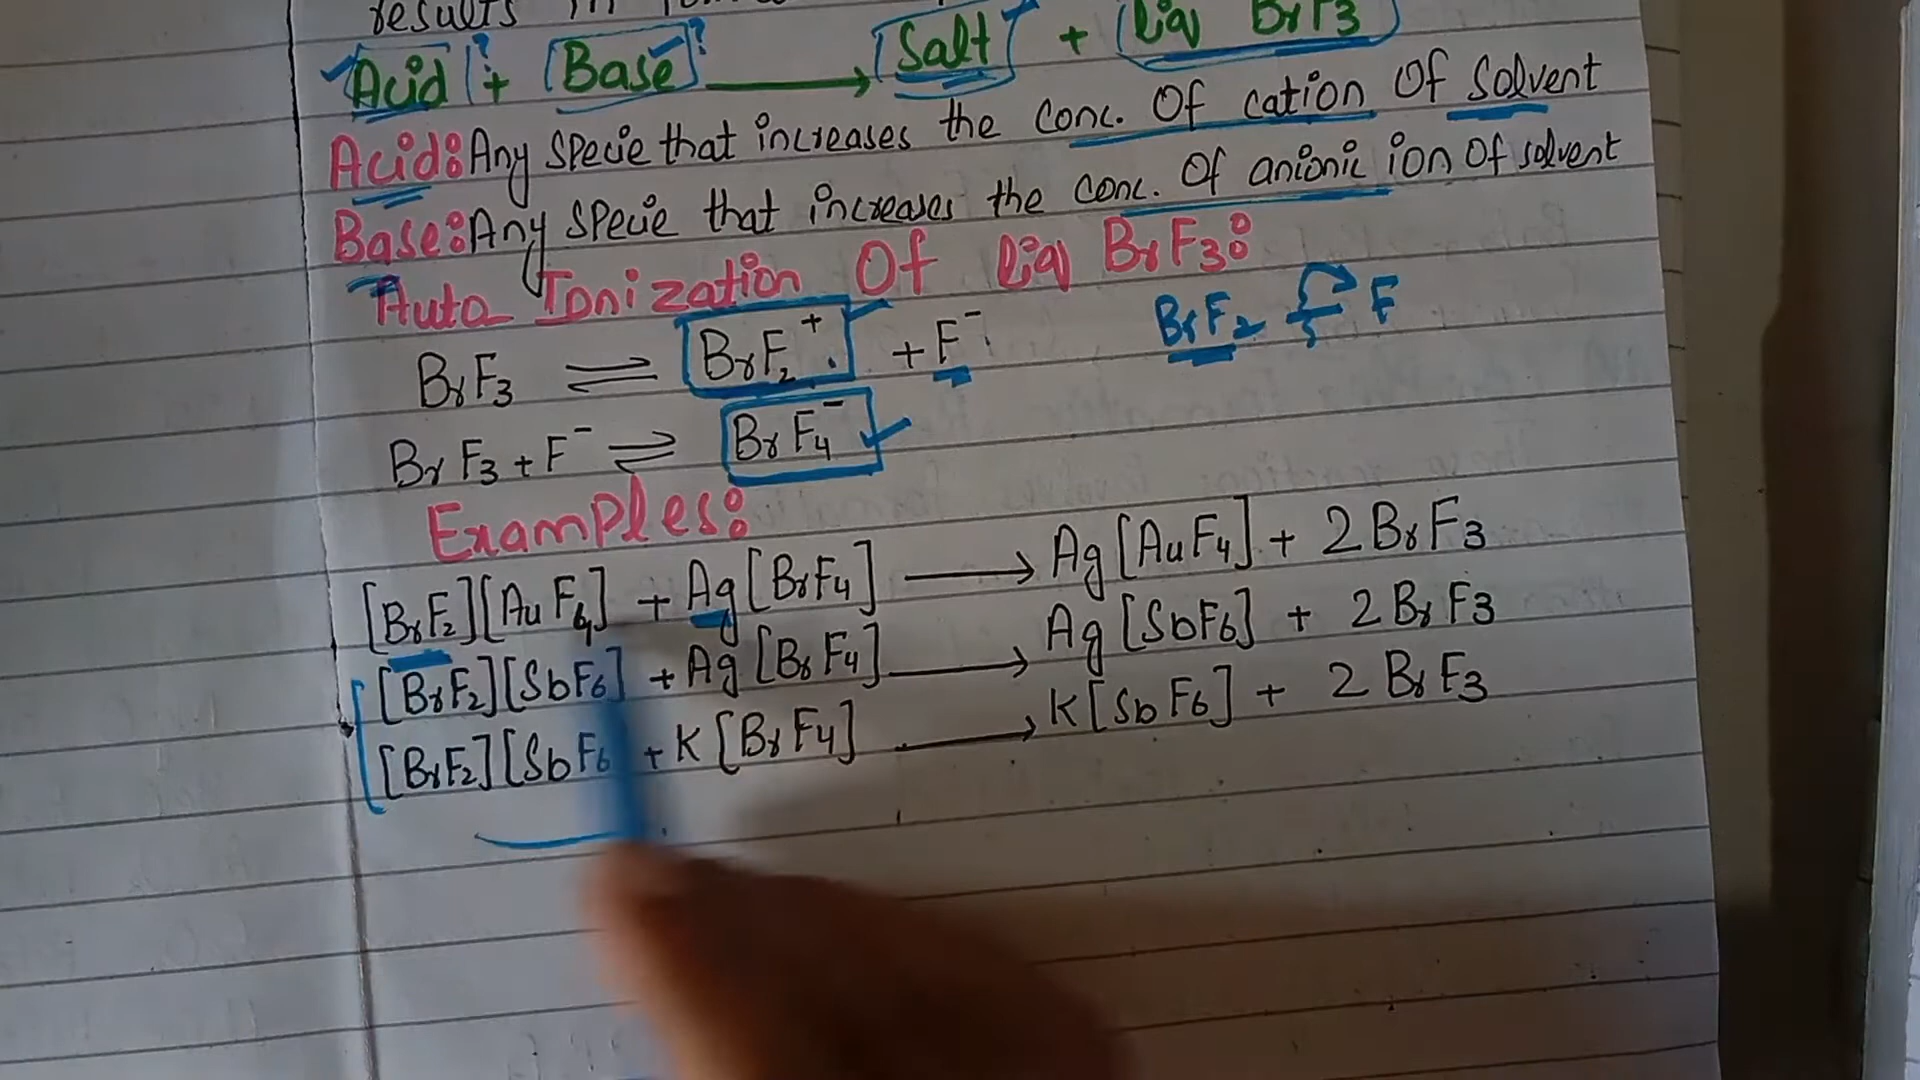 results in
Acid + Base → Salt + liq BrF3
Acid: Any specie that increases the conc. Of cation Of solvent
Base: Any specie that increases the conc. Of anionic ion Of solvent
Auto Ionization Of liq BrF3:
BrF3 ⇌ BrF2⁺ + F⁻
BrF2 F
BrF3 + F⁻ ⇌ BrF4⁻
Examples:
[BrF2][AuF4] + Ag[BrF4] → Ag[AuF4] + 2BrF3
[BrF2][SbF6] + Ag[BrF4] → Ag[SbF6] + 2BrF3
[BrF2][SbF6 + K[BrF4] → K[SbF6] + 2BrF3